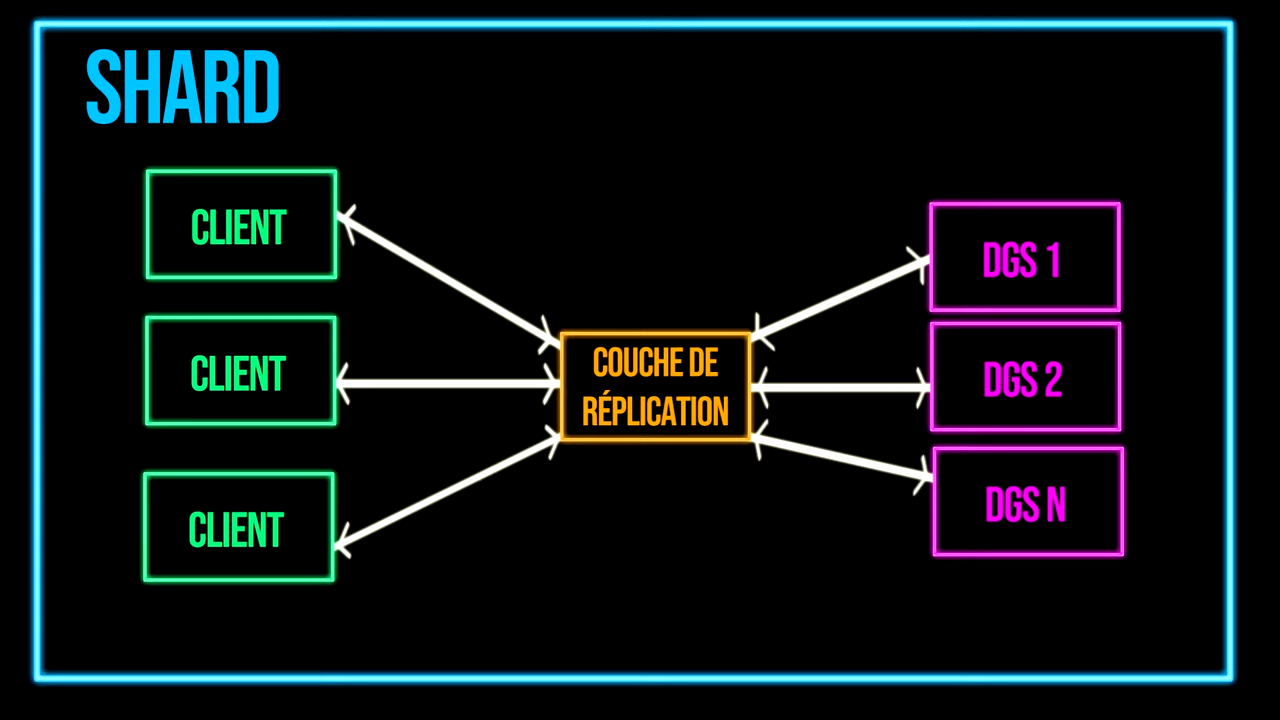 SHARD
CLIENT
CLIENT
CLIENT
COUCHE DE
RÉPLICATION
DGS 1
DGS 2
DGS N